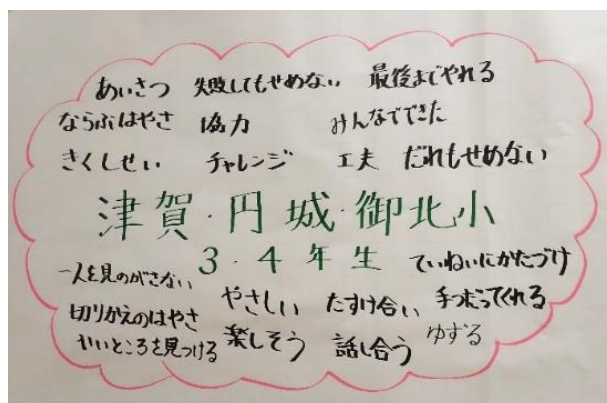 あいさつ 失敗してもせめない 最後までやれる
ならぶはやさ 協力 みんなでできた
きくしせい チャレンジ 工夫 だれもせめない
津賀・円城・御北小
3・4年生 ていねいにかたづけ
一人を見のがさない やさしい たすけ合い 手つだってくれる
切りかえのはやさ 楽しそう 話し合う ゆずる
いいところを見つける